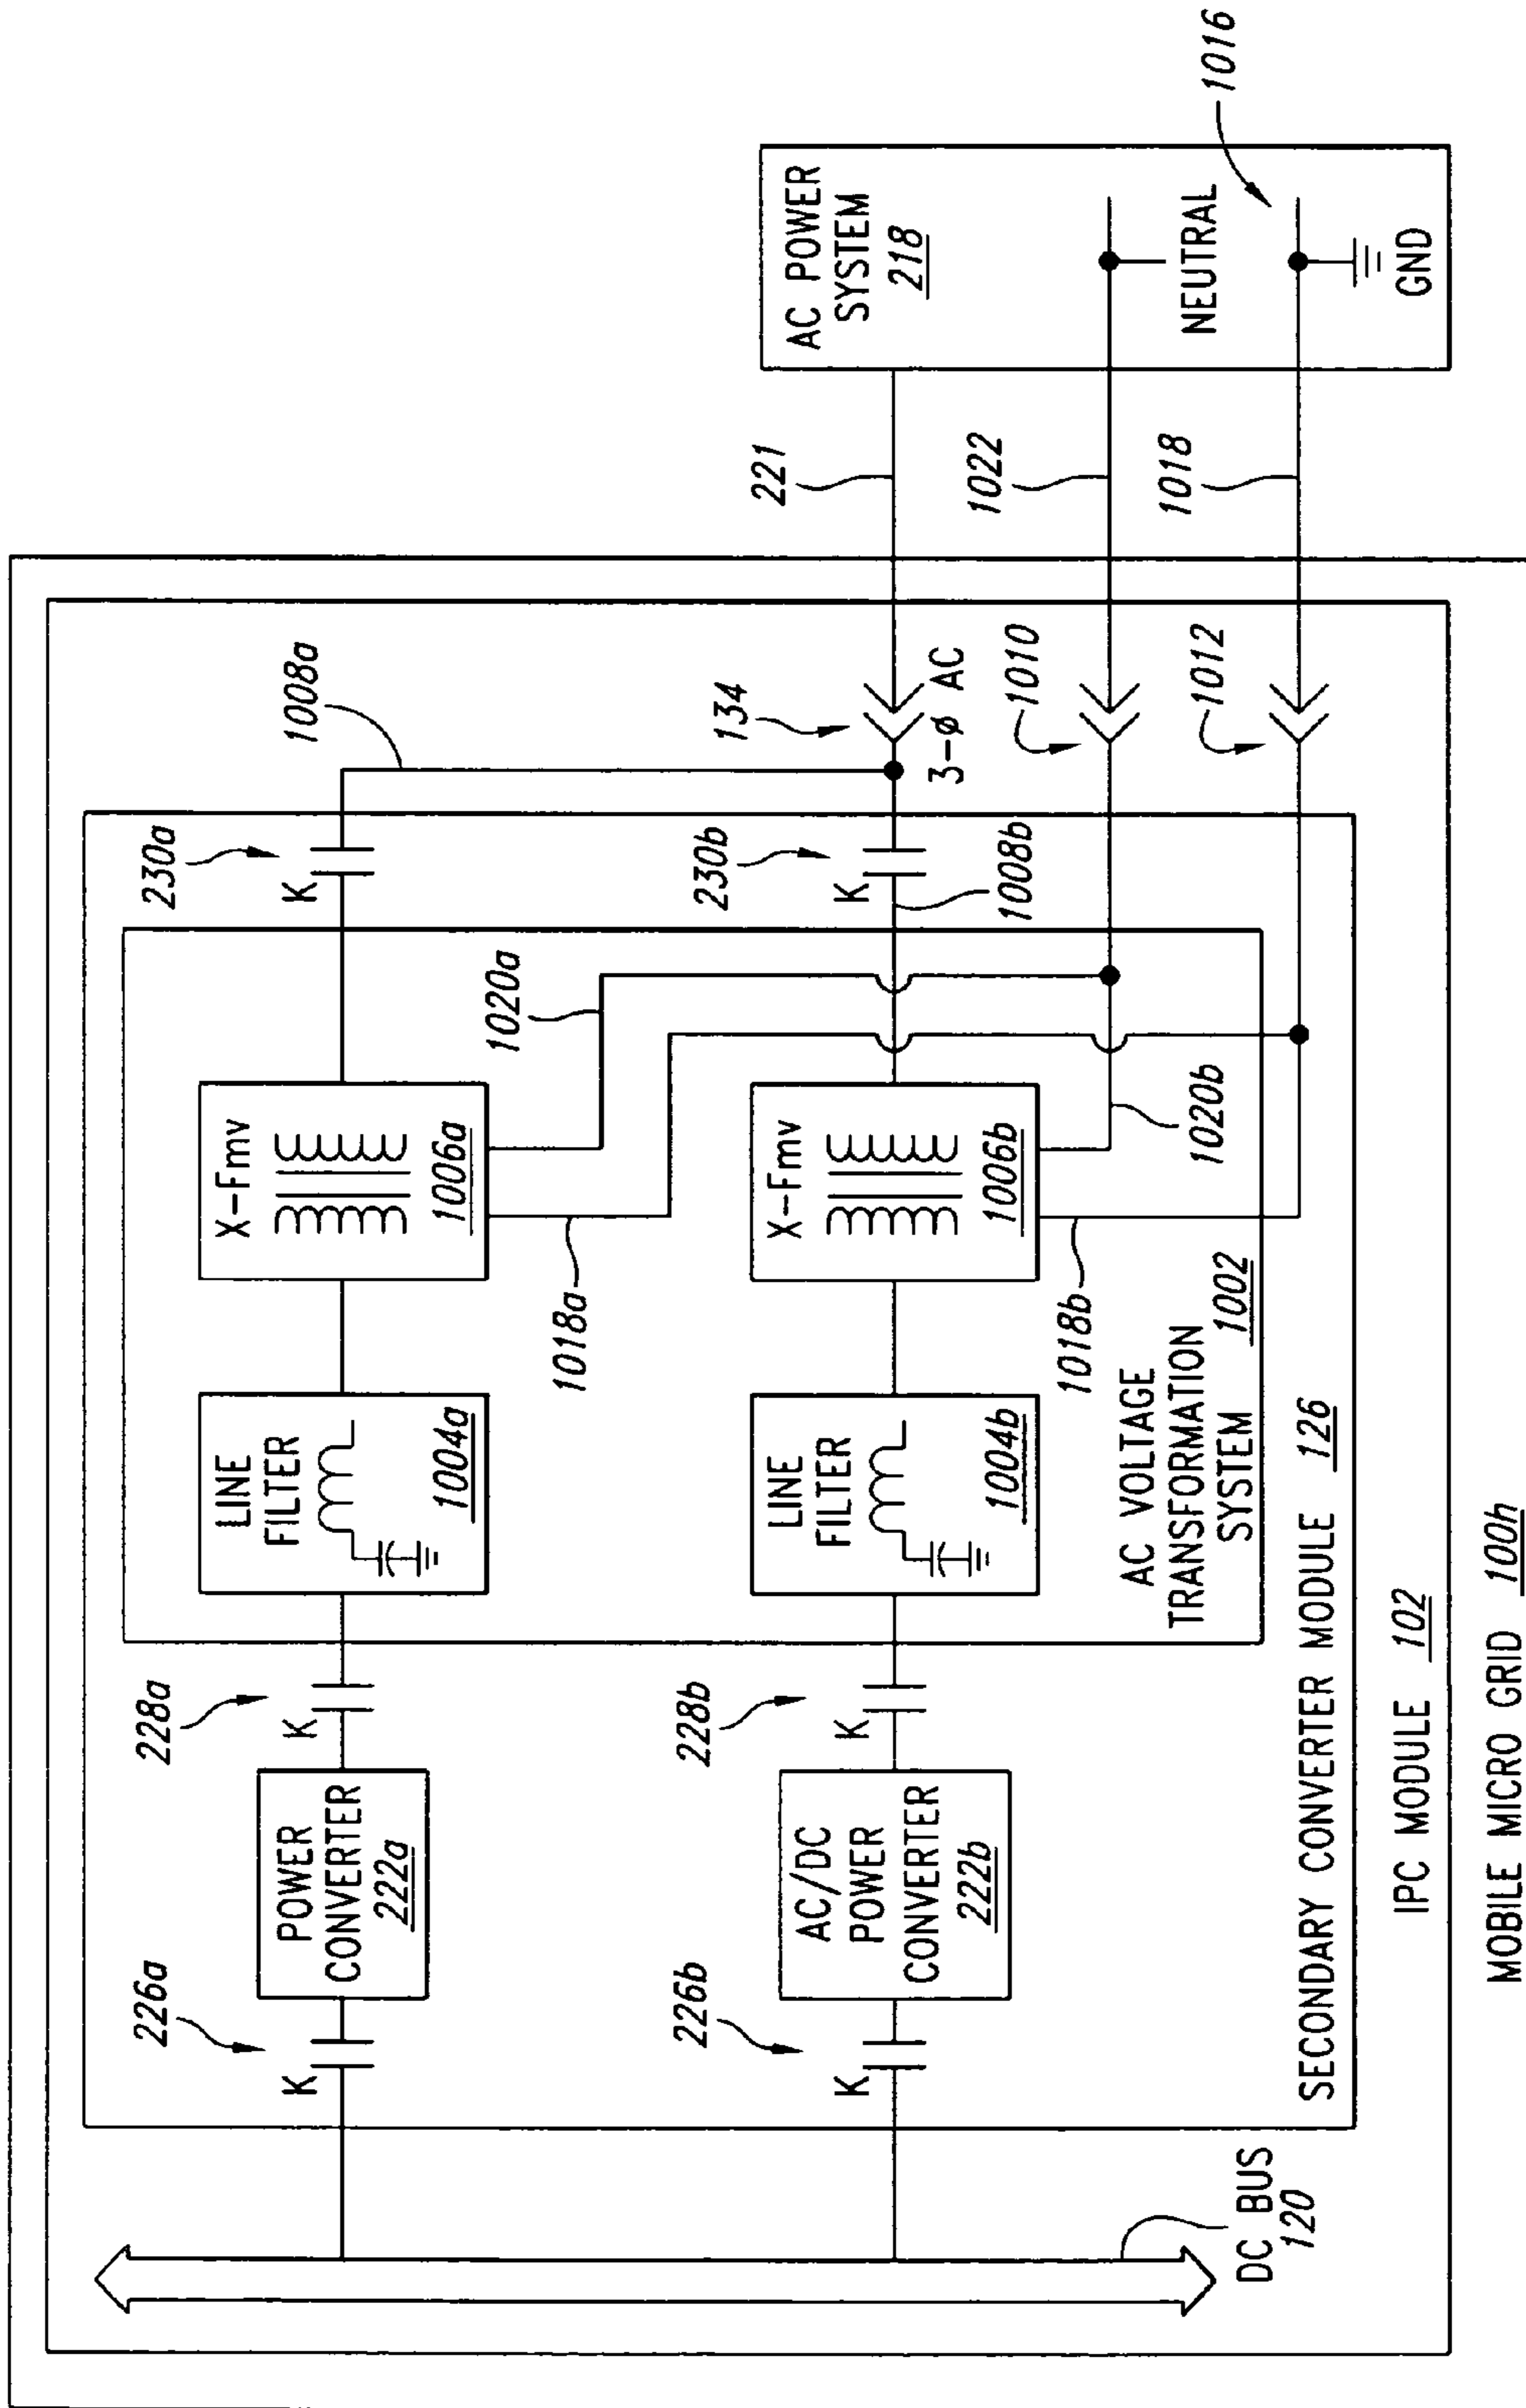 1008a
230a
K
X-Fmv
1006a
1020a
LINE
FILTER
1004a
1018a
228a
K
POWER
CONVERTER
222a
226a
K
134
3-ø AC
230b
K
1008b
X-Fmv
1006b
1020b
LINE
FILTER
1004b
1018b
228b
K
AC/DC
POWER
CONVERTER
222b
226b
K
1010
1012
221
1022
1018
AC POWER
SYSTEM
218
NEUTRAL
GND
1016
AC VOLTAGE
TRANSFORMATION
SYSTEM 1002
SECONDARY CONVERTER MODULE 126
DC BUS
120
IPC MODULE 102
MOBILE MICRO GRID 100h